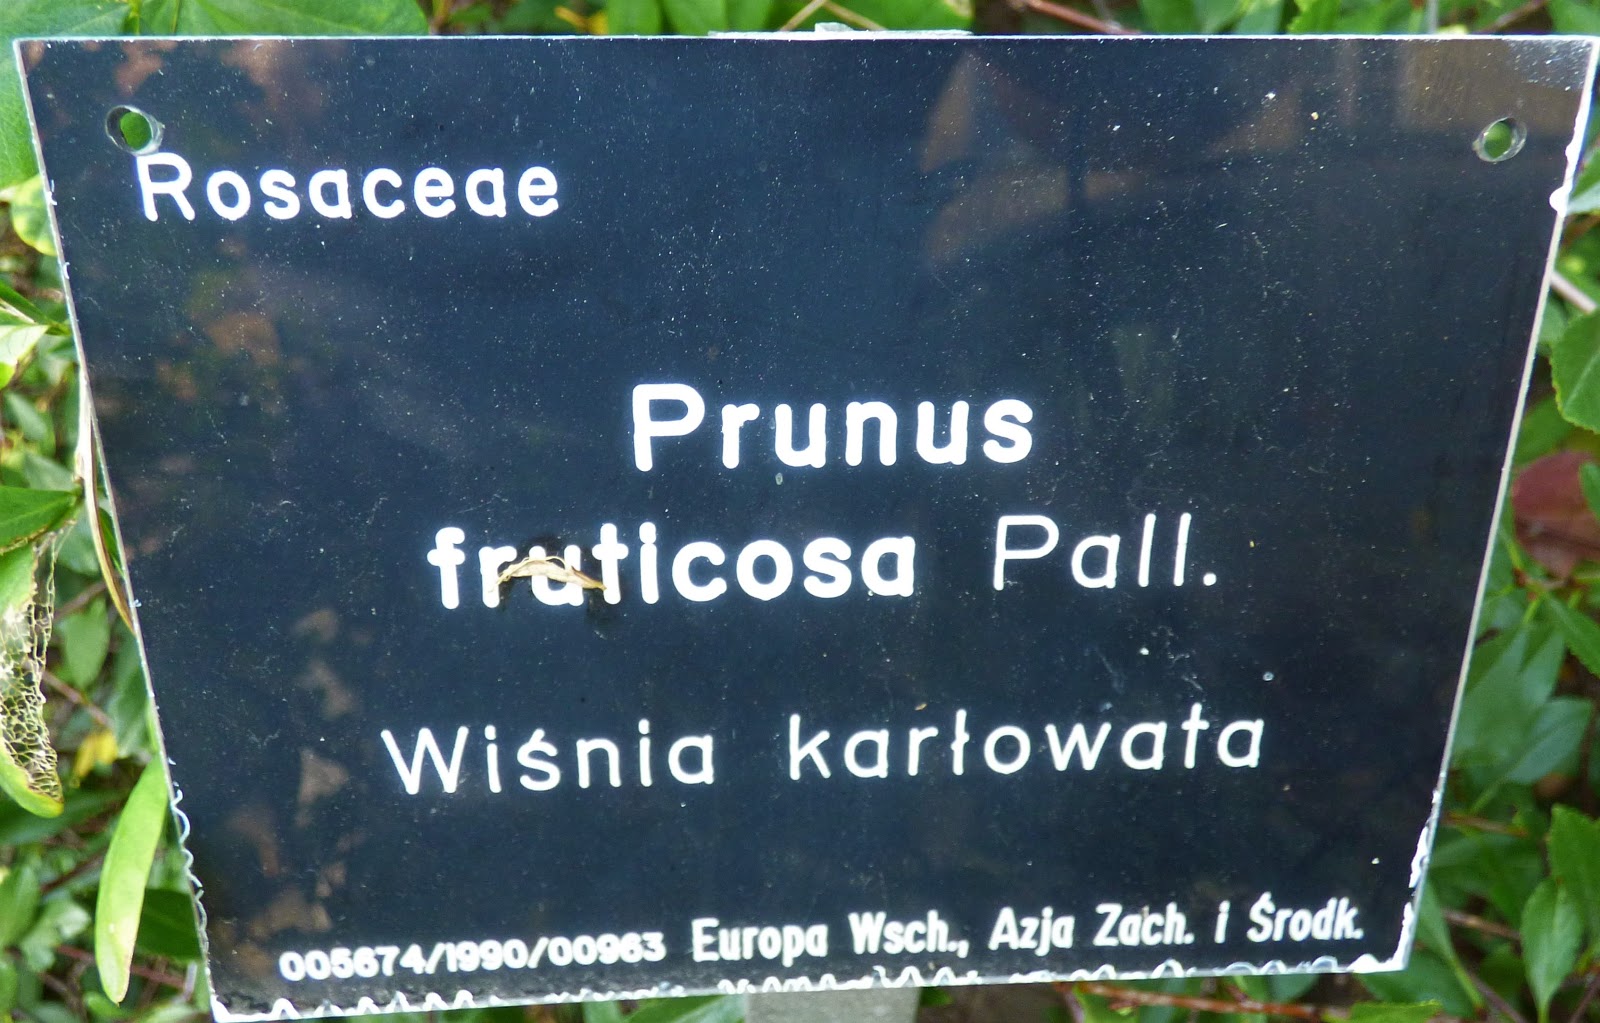 Rosaceae
Prunus
fruticosa Pall.
Wiśnia karłowata
005674/1990/00963 Europa Wsch., Azja Zach. i Środk.